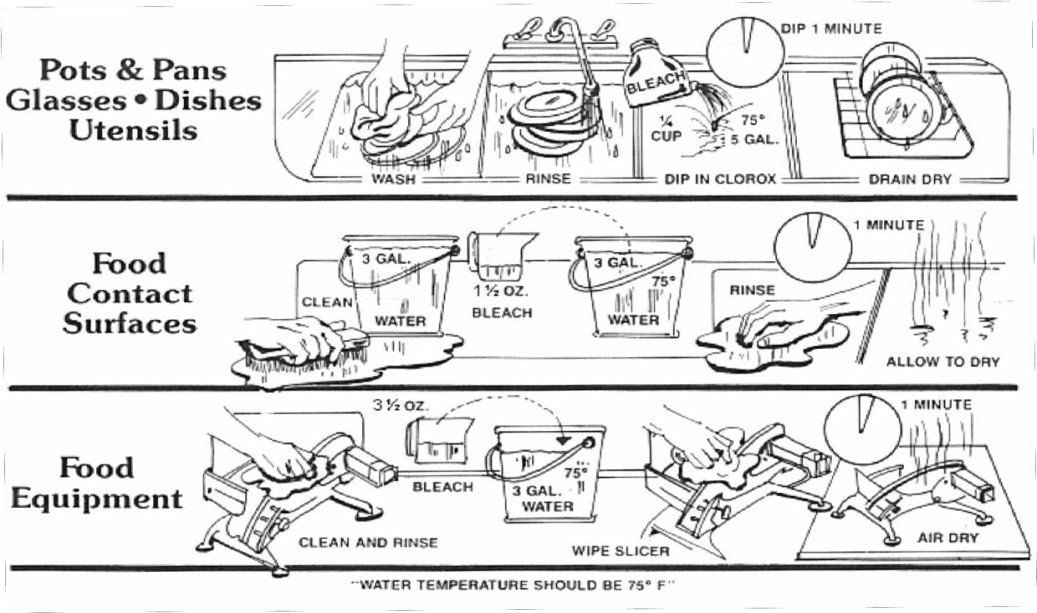 Pots & Pans
Glasses • Dishes
Utensils
DIP 1 MINUTE
BLEACH
¼
CUP
75°
5 GAL.
WASH
RINSE
DIP IN CLOROX
DRAIN DRY
Food
Contact
Surfaces
CLEAN
3 GAL.
WATER
1 ½ OZ.
BLEACH
3 GAL.
75°
WATER
RINSE
1 MINUTE
ALLOW TO DRY
Food
Equipment
3 ½ OZ.
BLEACH
75°
3 GAL.
WATER
CLEAN AND RINSE
WIPE SLICER
1 MINUTE
AIR DRY
"WATER TEMPERATURE SHOULD BE 75° F"